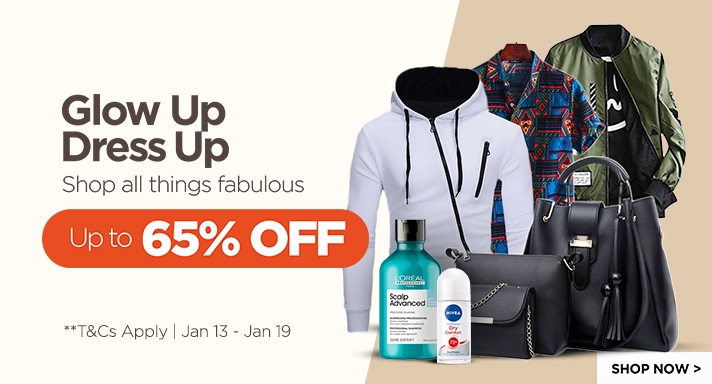 Glow Up
Dress Up
Shop all things fabulous
Up to 65% OFF
**T&Cs Apply | Jan 13 - Jan 19
L'ORÉAL
PROFESSIONNEL
Scalp
Advanced
NIVEA
Dry
Comfort
SHOP NOW >